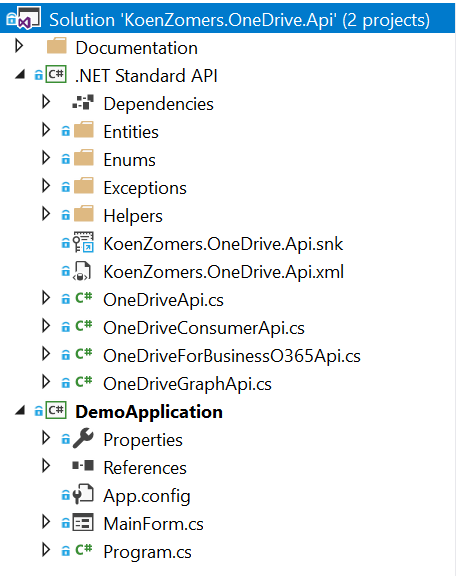 Solution 'KoenZomers.OneDrive.Api' (2 projects)
Documentation
C# .NET Standard API
Dependencies
Entities
Enums
Exceptions
Helpers
KoenZomers.OneDrive.Api.snk
KoenZomers.OneDrive.Api.xml
C# OneDriveApi.cs
C# OneDriveConsumerApi.cs
C# OneDriveForBusinessO365Api.cs
C# OneDriveGraphApi.cs
C# DemoApplication
Properties
References
App.config
MainForm.cs
C# Program.cs